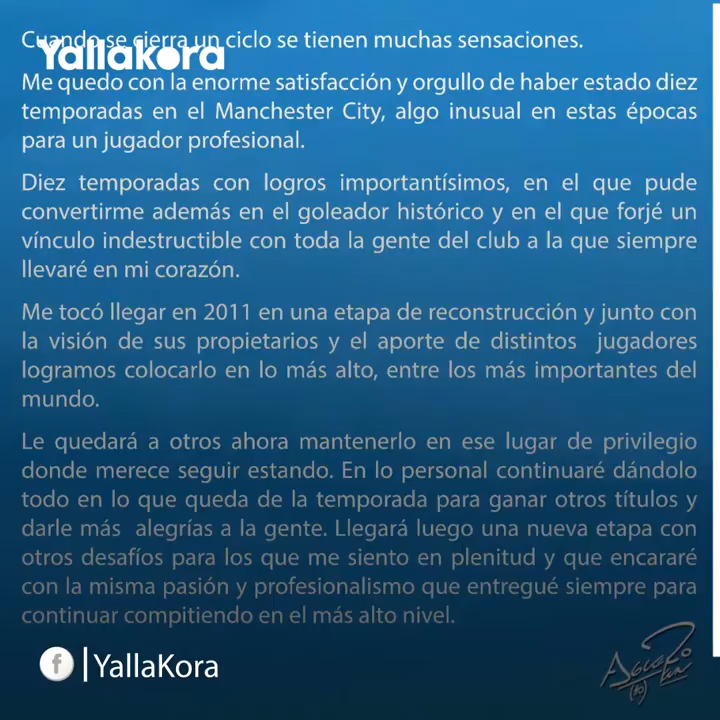 Cuando se cierra un ciclo se tienen muchas sensaciones.
Yallakora
Me quedo con la enorme satisfacción y orgullo de haber estado diez
temporadas en el Manchester City, algo inusual en estas épocas
para un jugador profesional.
Diez temporadas con logros importantísimos, en el que pude
convertirme además en el goleador histórico y en el que forjé un
vínculo indestructible con toda la gente del club a la que siempre
llevaré en mi corazón.
Me tocó llegar en 2011 en una etapa de reconstrucción y junto con
la visión de sus propietarios y el aporte de distintos jugadores
logramos colocarlo en lo más alto, entre los más importantes del
mundo.
Le quedará a otros ahora mantenerlo en ese lugar de privilegio
donde merece seguir estando. En lo personal continuaré dándolo
todo en lo que queda de la temporada para ganar otros títulos y
darle más alegrías a la gente. Llegará luego una nueva etapa con
otros desafíos para los que me siento en plenitud y que encararé
con la misma pasión y profesionalismo que entregué siempre para
continuar compitiendo en el más alto nivel.
f | YallaKora
Aguero
(10) Kun